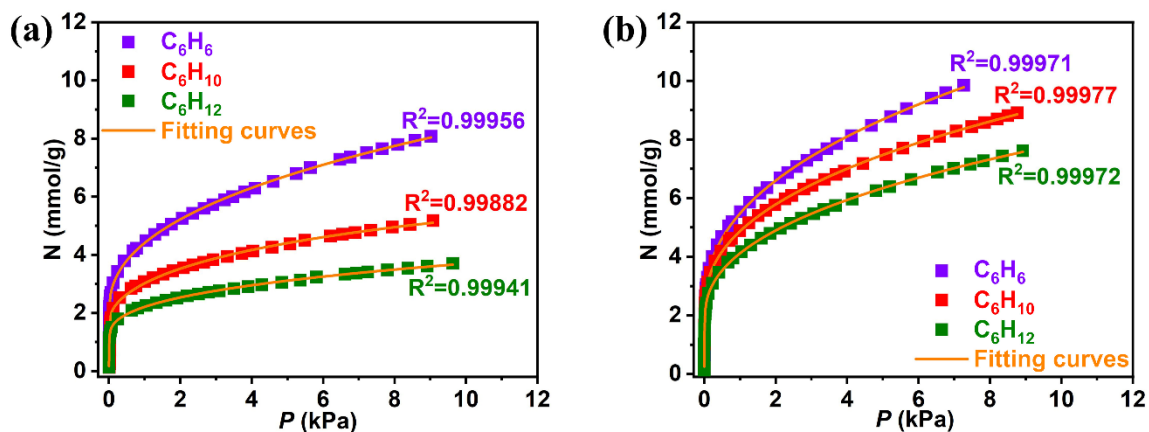 (a)
12
10
8
6
4
2
0
N (mmol/g)
C₆H₆
C₆H₁₀
C₆H₁₂
Fitting curves
R²=0.99956
R²=0.99882
R²=0.99941
0 2 4 6 8 10 12
P (kPa)
(b)
12
10
8
6
4
2
0
N (mmol/g)
R²=0.99971
R²=0.99977
R²=0.99972
C₆H₆
C₆H₁₀
C₆H₁₂
Fitting curves
0 2 4 6 8 10 12
P (kPa)